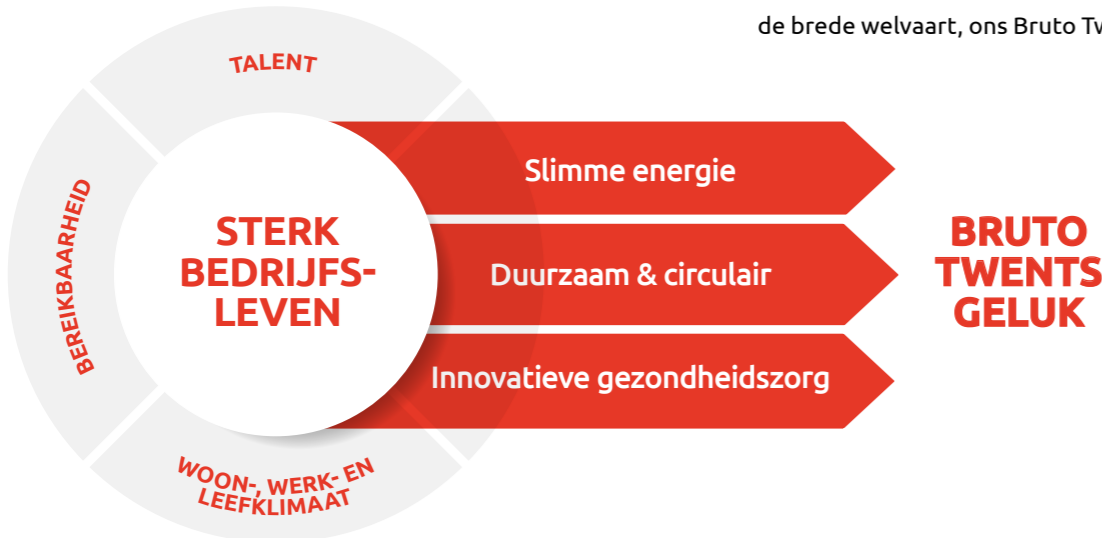 de brede welvaart, ons Bruto
TALENT
BEREIKBAARHEID
STERK
BEDRIJFS-
LEVEN
WOON-, WERK- EN
LEEFKLIMAAT
Slimme energie
Duurzaam & circulair
Innovatieve gezondheidszorg
BRUTO
TWENTS
GELUK